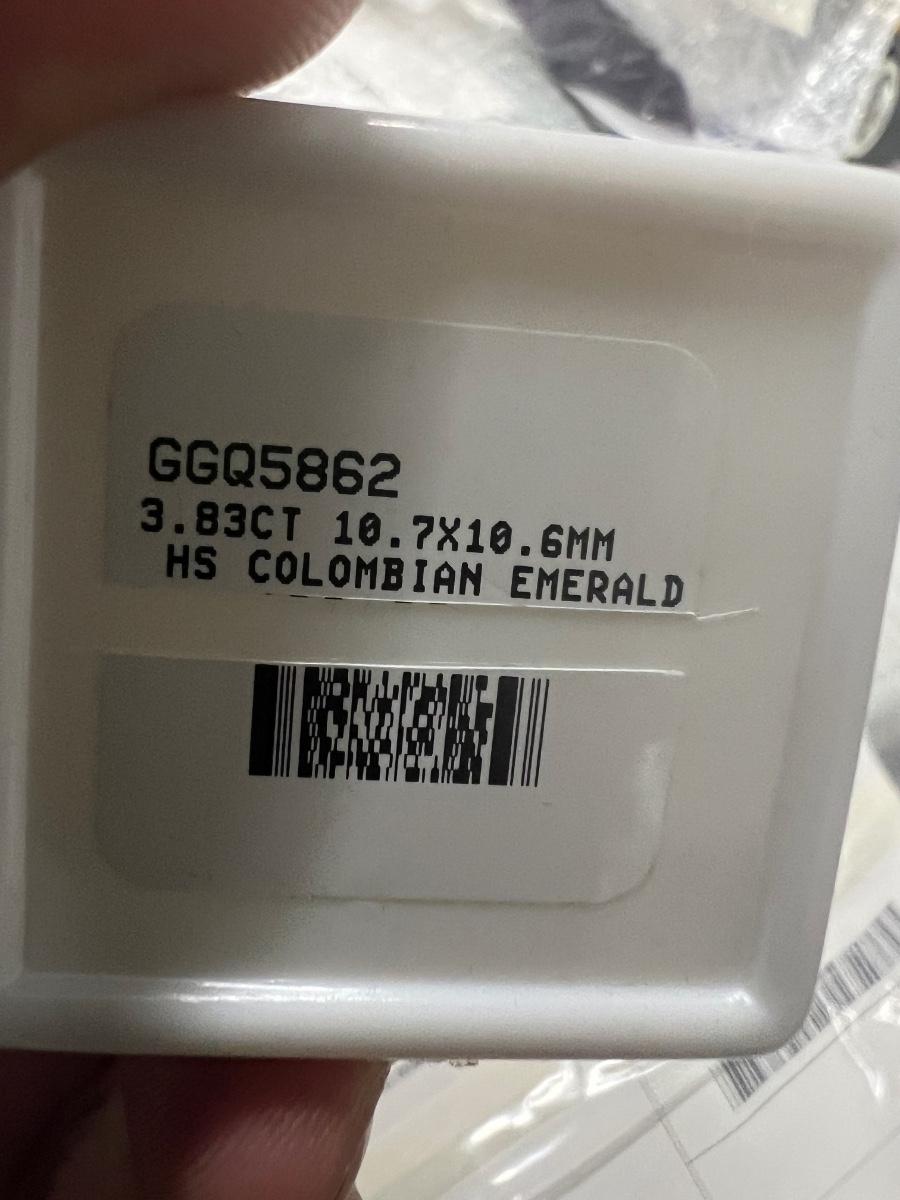 GGQ5862
3.83CT 10.7X10.6MM
HS COLOMBIAN EMERALD